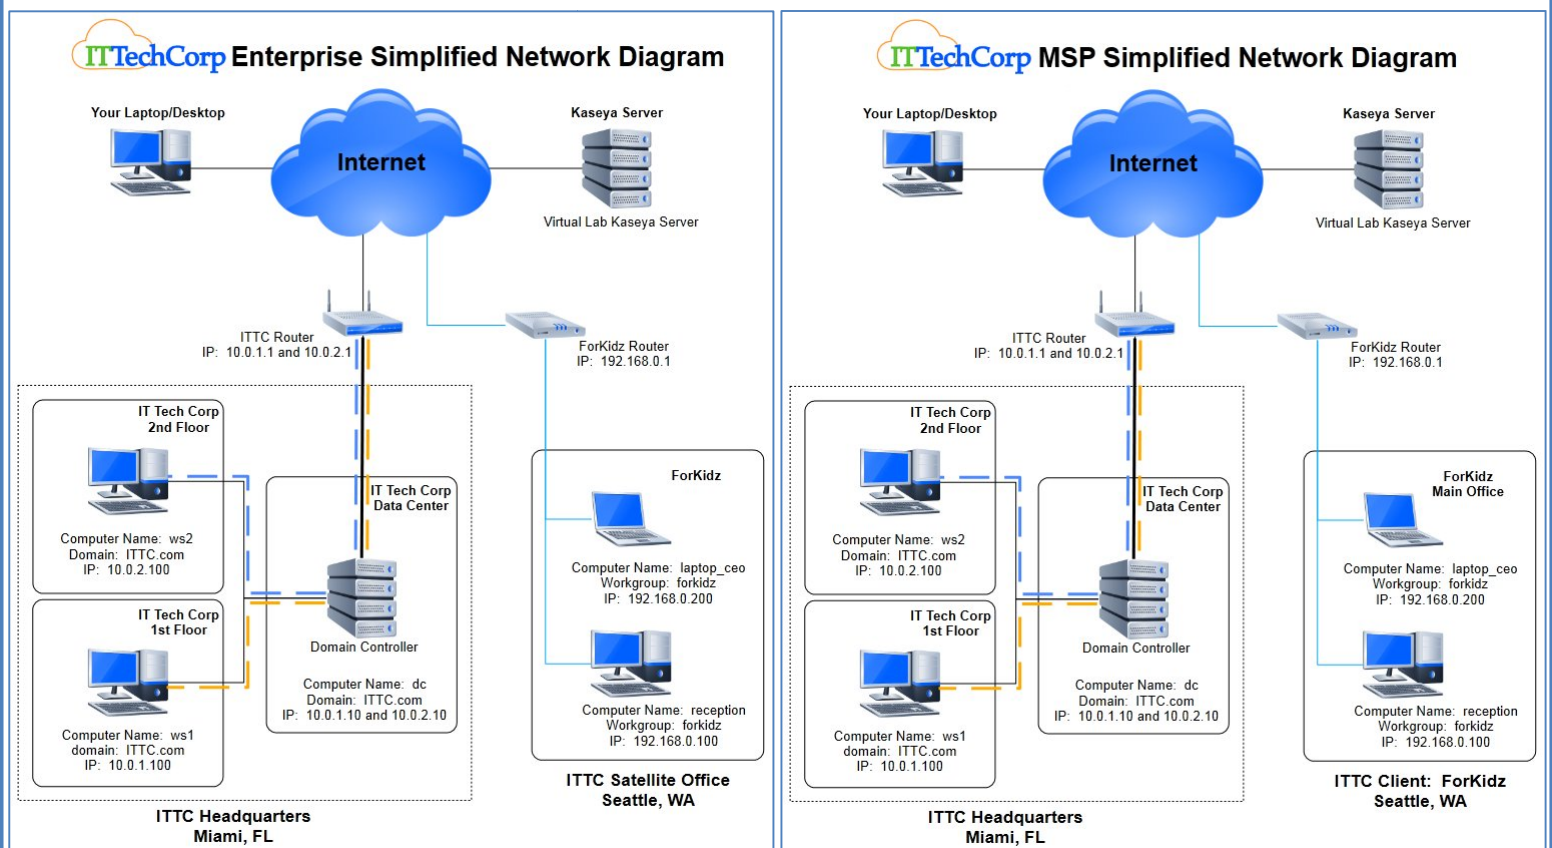 ITTechCorp Enterprise Simplified Network Diagram
Your Laptop/Desktop
Internet
Kaseya Server
Virtual Lab Kaseya Server
ITTC Router
IP: 10.0.1.1 and 10.0.2.1
ForKidz Router
IP: 192.168.0.1
IT Tech Corp
2nd Floor
Computer Name: ws2
Domain: ITTC.com
IP: 10.0.2.100
IT Tech Corp
1st Floor
Computer Name: ws1
domain: ITTC.com
IP: 10.0.1.100
IT Tech Corp
Data Center
Domain Controller
Computer Name: dc
Domain: ITTC.com
IP: 10.0.1.10 and 10.0.2.10
ITTC Headquarters
Miami, FL
ForKidz
Computer Name: laptop_ceo
Workgroup: forkidz
IP: 192.168.0.200
Computer Name: reception
Workgroup: forkidz
IP: 192.168.0.100
ITTC Satellite Office
Seattle, WA
ITTechCorp MSP Simplified Network Diagram
Your Laptop/Desktop
Internet
Kaseya Server
Virtual Lab Kaseya Server
ITTC Router
IP: 10.0.1.1 and 10.0.2.1
ForKidz Router
IP: 192.168.0.1
IT Tech Corp
2nd Floor
Computer Name: ws2
Domain: ITTC.com
IP: 10.0.2.100
IT Tech Corp
1st Floor
Computer Name: ws1
domain: ITTC.com
IP: 10.0.1.100
IT Tech Corp
Data Center
Domain Controller
Computer Name: dc
Domain: ITTC.com
IP: 10.0.1.10 and 10.0.2.10
ITTC Headquarters
Miami, FL
ForKidz
Main Office
Computer Name: laptop_ceo
Workgroup: forkidz
IP: 192.168.0.200
Computer Name: reception
Workgroup: forkidz
IP: 192.168.0.100
ITTC Client: ForKidz
Seattle, WA